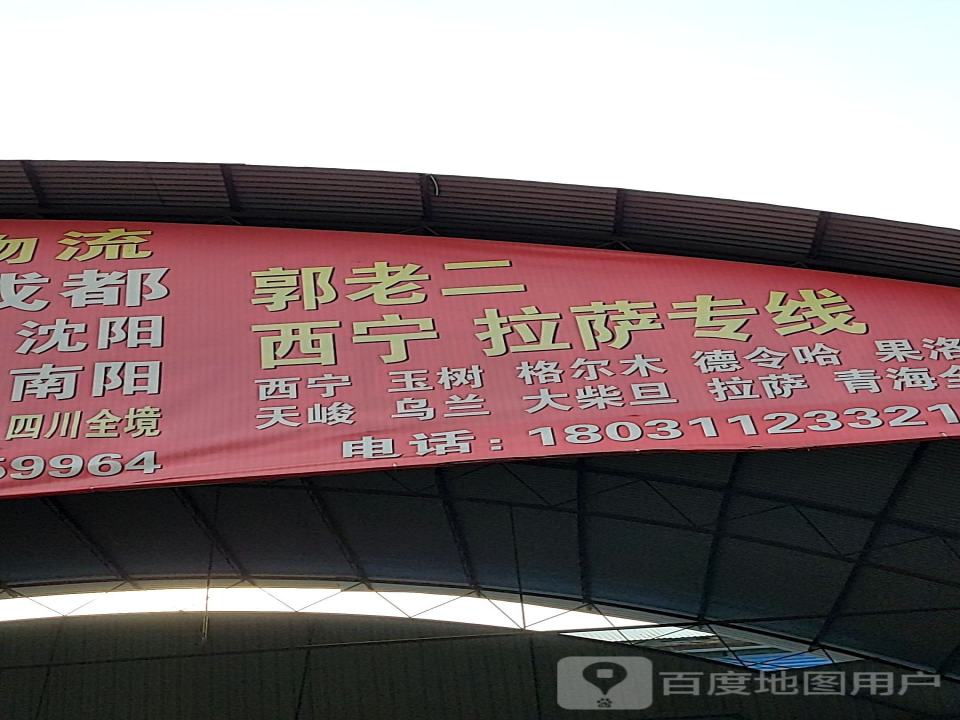 物流
成都
沈阳
南阳
四川全境
59964
郭老二
西宁 拉萨专线
西宁 玉树 格尔木 德令哈 果洛
天峻 乌兰 大柴旦 拉萨 青海全
电话：18031123321
百度地图用户